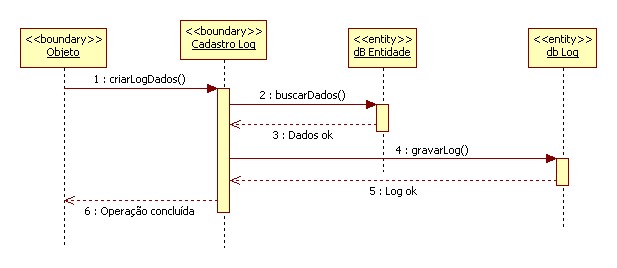 <<boundary>>
Objeto
<<boundary>>
Cadastro Log
<<entity>>
dB Entidade
<<entity>>
db Log
1 : criarLogDados()
2 : buscarDados()
3 : Dados ok
4 : gravarLog()
5 : Log ok
6 : Operação concluída